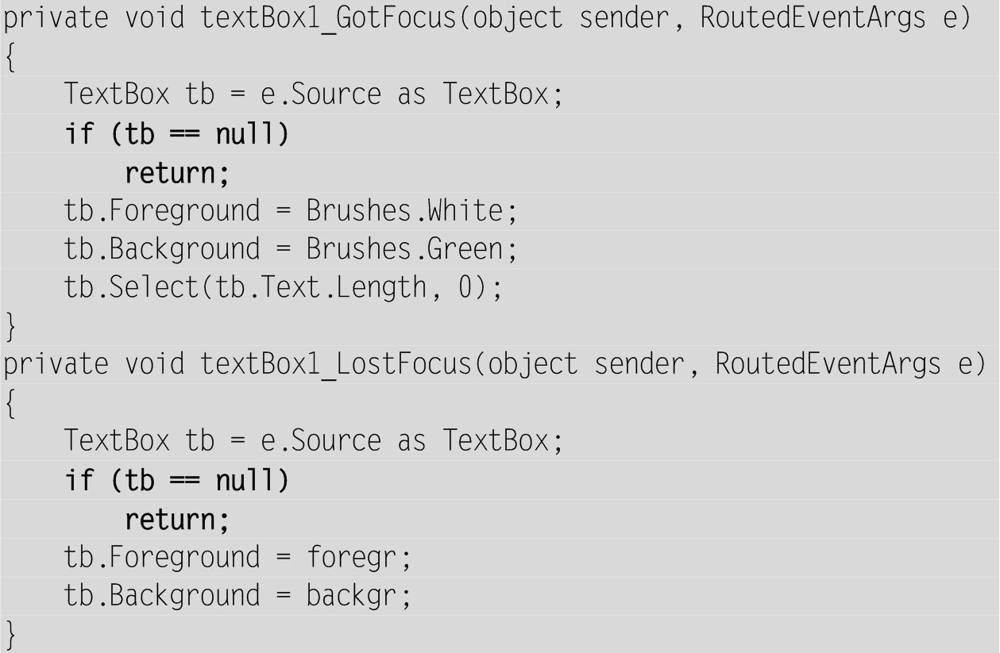 private void textBox1_GotFocus(object sender, RoutedEventArgs e)
{
    TextBox tb = e.Source as TextBox;
    if (tb == null)
        return;
    tb.Foreground = Brushes.White;
    tb.Background = Brushes.Green;
    tb.Select(tb.Text.Length, 0);
}
private void textBox1_LostFocus(object sender, RoutedEventArgs e)
{
    TextBox tb = e.Source as TextBox;
    if (tb == null)
        return;
    tb.Foreground = foregr;
    tb.Background = backgr;
}